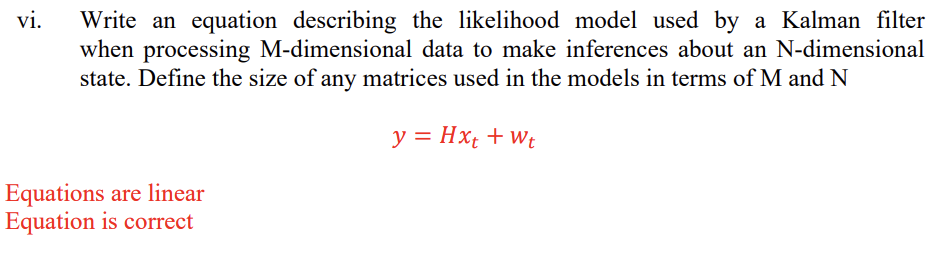 vi. Write an equation describing the likelihood model used by a Kalman filter
when processing M-dimensional data to make inferences about an N-dimensional
state. Define the size of any matrices used in the models in terms of M and N
y = Hxₜ + wₜ
Equations are linear
Equation is correct